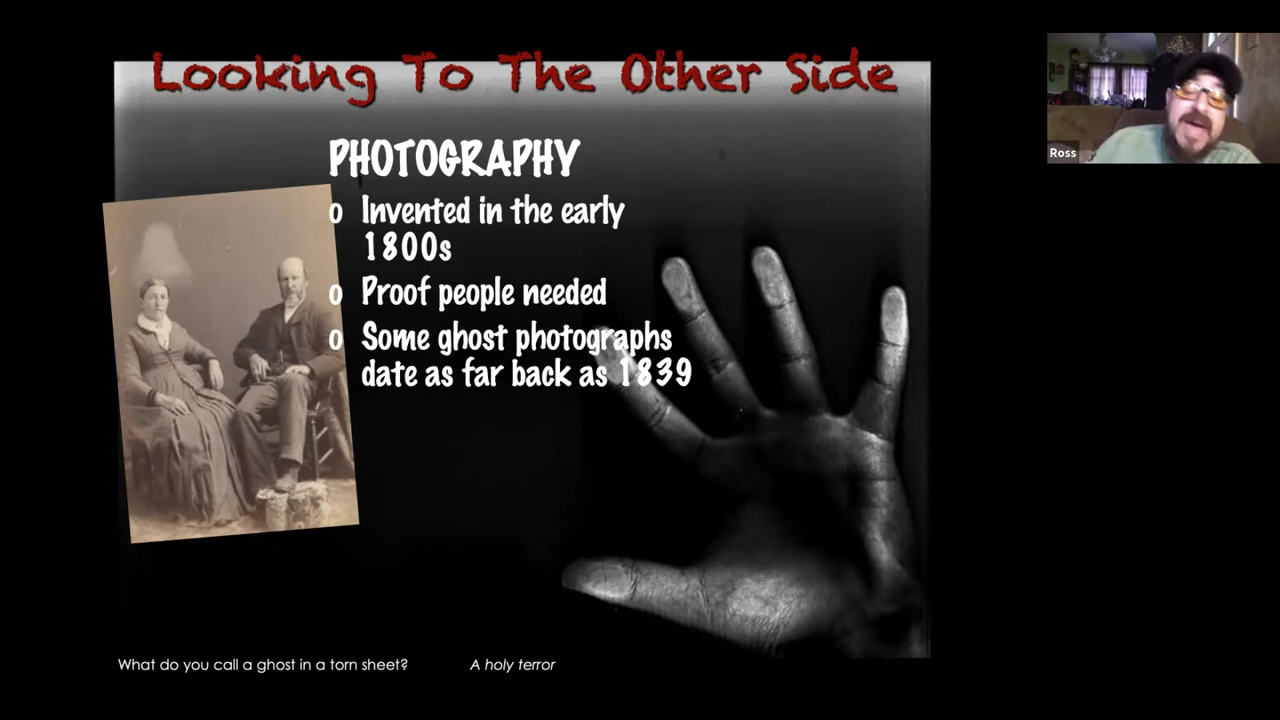 Looking To The Other Side
PHOTOGRAPHY
o Invented in the early
1800s
o Proof people needed
o Some ghost photographs
date as far back as 1839
What do you call a ghost in a torn sheet? A holy terror
Ross